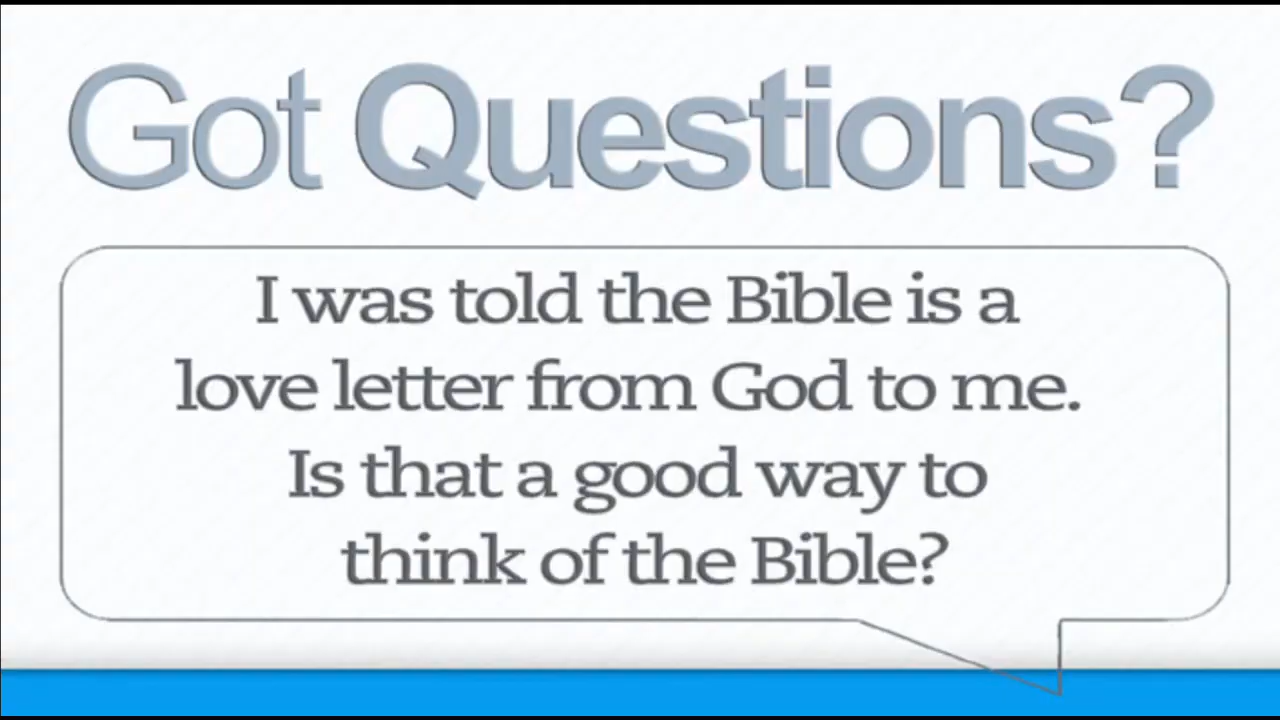 Got Questions?
I was told the Bible is a
love letter from God to me.
Is that a good way to
think of the Bible?